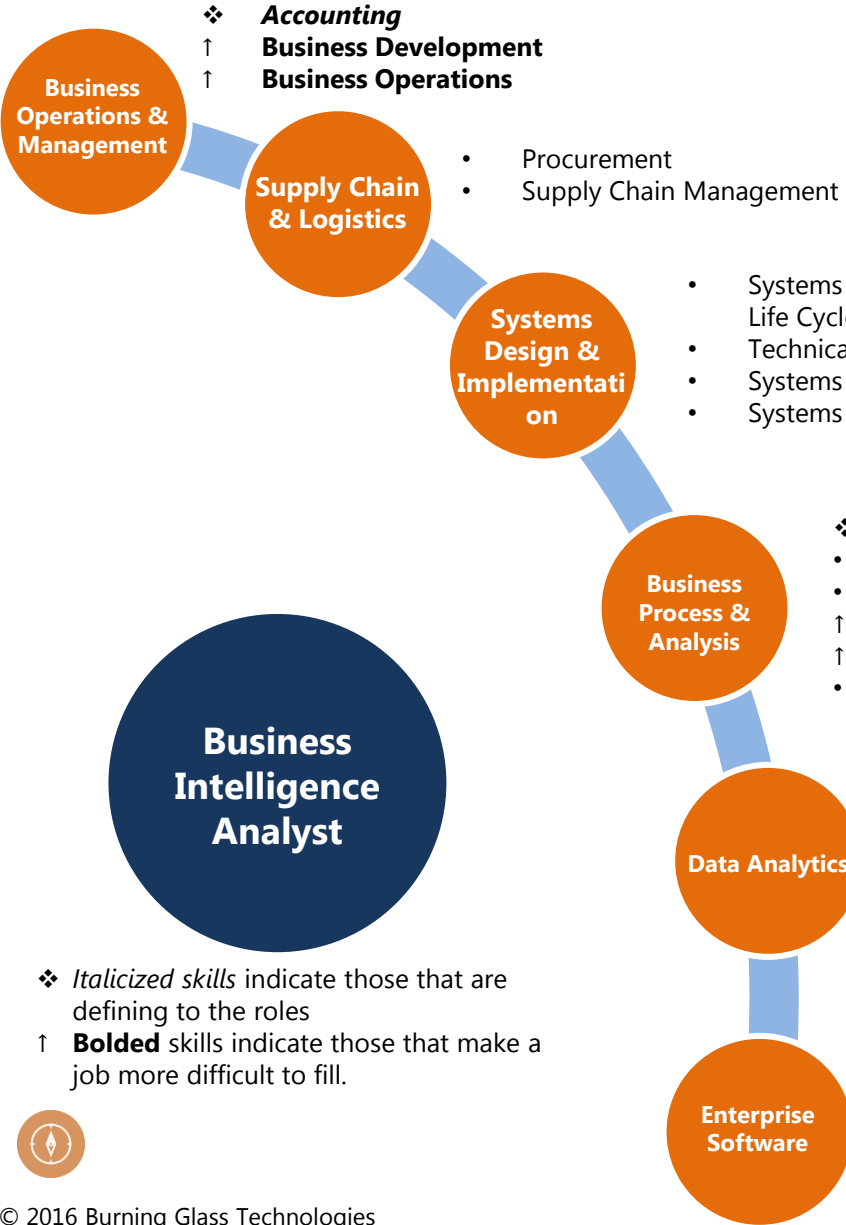 ❖ Accounting
↑ Business Development
↑ Business Operations
Business
Operations &
Management
• Procurement
• Supply Chain Management
Supply Chain
& Logistics
• Systems
Life
• 
• Systems
• Systems
Systems
Design &
Implementati
on
❖
•
•
↑
↑
•
Business
Process &
Analysis
Business
Intelligence
Analyst
Data Analytics
❖ Italicized skills indicate those that are
defining to the roles
↑ Bolded skills indicate those that make a
job more difficult to fill.
Enterprise
Software
© 2016 Burning Glass Technologies